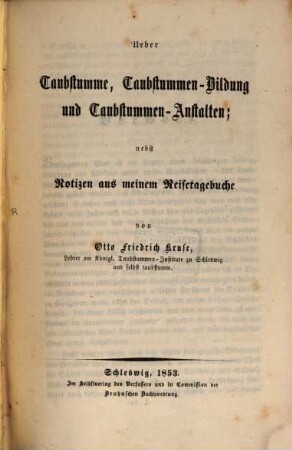 Ueber
Taubstumme, Taubstummen-Bildung
und Taubstummen-Anstalten;
nebst
Notizen aus meinem Reisetagebuche
von
Otto Friedrich Kruse,
Lehrer am Königl. Taubstummen-Institute zu Schleswig
und selbst taubstumm.
Schleswig, 1853.
Im Selbstverlag des Verfassers und in Commission der
Bruhnschen Buchhandlung.